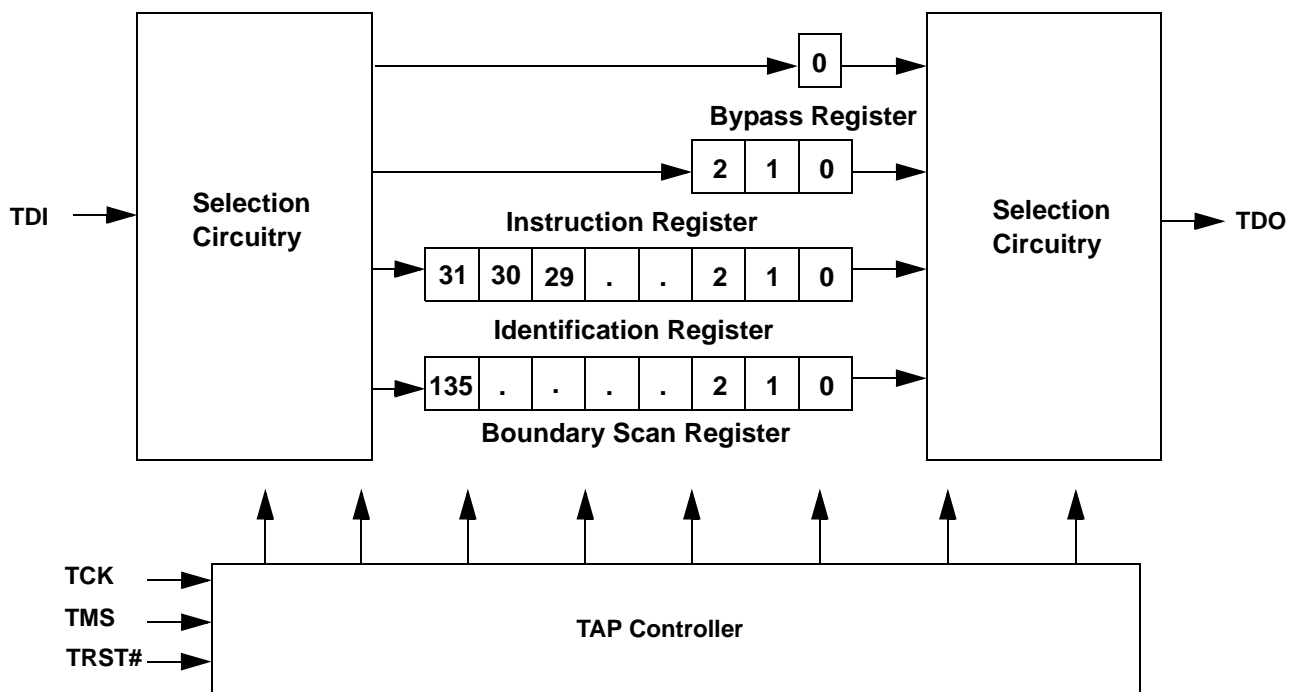 0
Bypass Register
2 1 0
TDI
Selection
Circuitry
Selection
Circuitry
TDO
Instruction Register
31 30 29 . . 2 1 0
Identification Register
135 . . . . 2 1 0
Boundary Scan Register
TCK
TMS
TRST#
TAP Controller